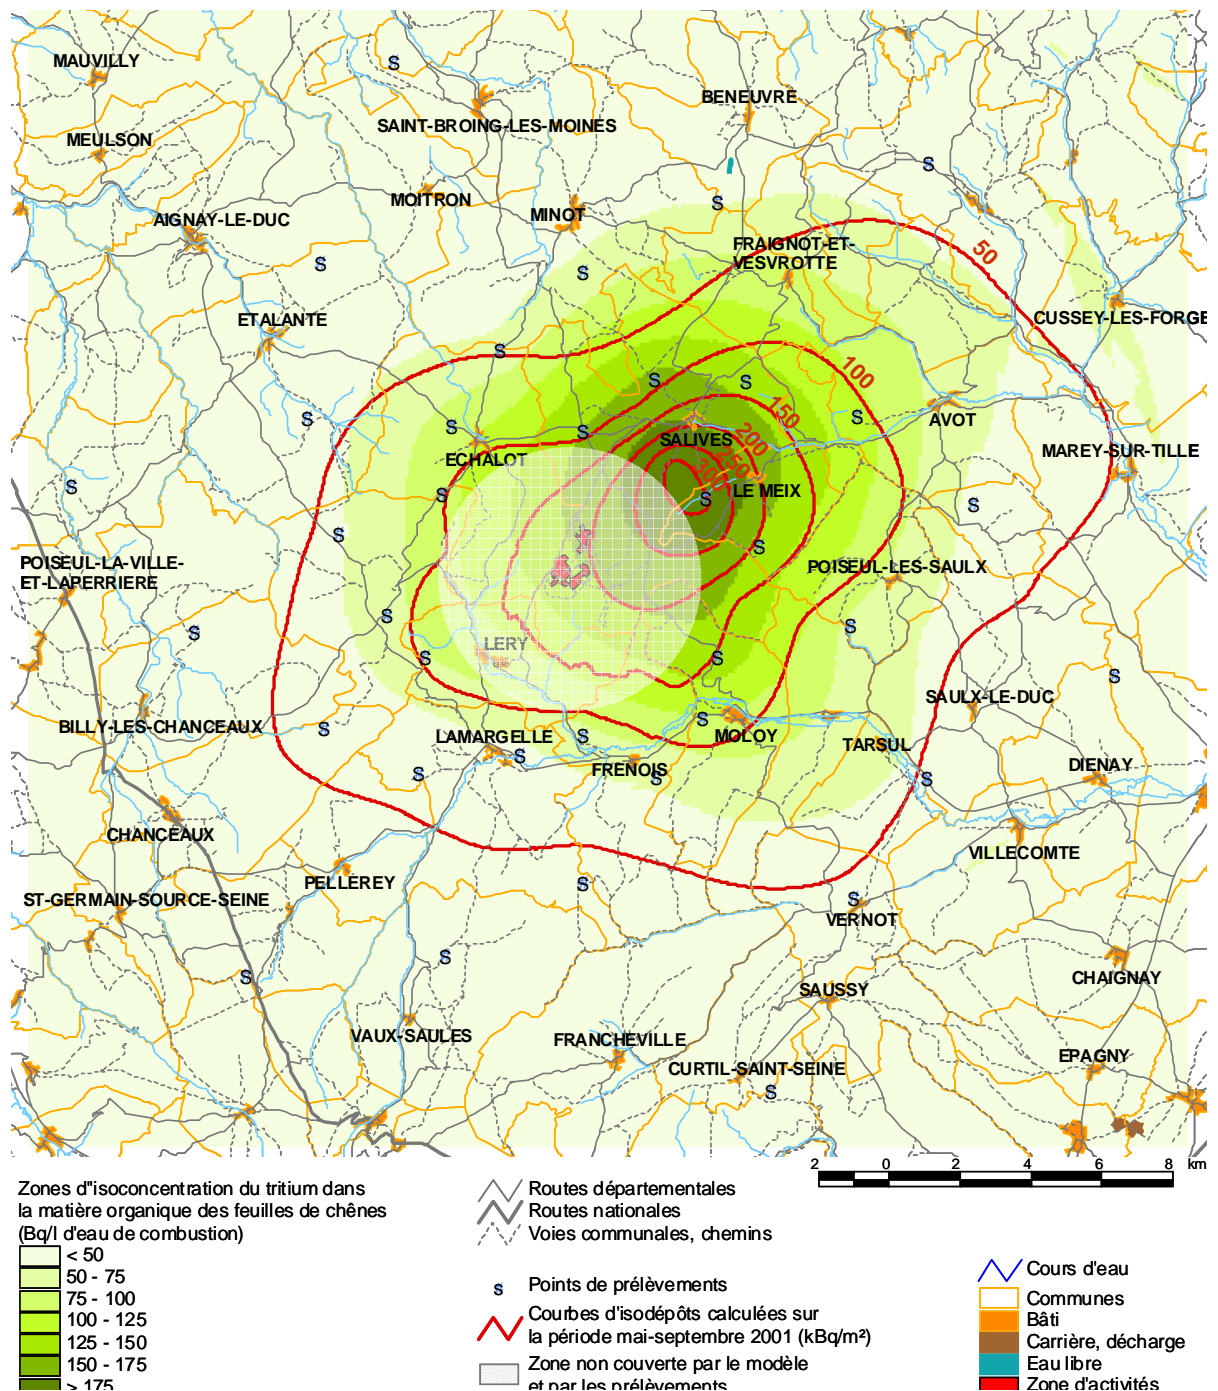 MAUVILLY
BENEUVRE
SAINT-BROING-LES-MOINES
MEULSON
MOITRON
MINOT
AIGNAY-LE-DUC
FRAIGNOT-ET-
VESVROTTE
50
ETALANTE
CUSSEY-LES-FORGE
100
150
AVOT
200
SALIVES
250
ECHALOT
MAREY-SUR-TILLE
300
LE MEIX
POISEUL-LA-VILLE-
ET-LAPERRIERE
POISEUL-LES-SAULX
LERY
SAULX-LE-DUC
BILLY-LES-CHANCEAUX
LAMARGELLE
MOLOY
TARSUL
FRENOIS
DIENAY
CHANCEAUX
VILLECOMTE
PELLEREY
ST-GERMAIN-SOURCE-SEINE
VERNOT
CHAIGNAY
SAUSSY
VAUX-SAULES
FRANCHEVILLE
EPAGNY
CURTIL-SAINT-SEINE
2 0 2 4 6 8 km
Zones d"isoconcentration du tritium dans
la matière organique des feuilles de chênes
(Bq/l d'eau de combustion)
< 50
50 - 75
75 - 100
100 - 125
125 - 150
150 - 175
> 175
Routes départementales
Routes nationales
Voies communales, chemins
S Points de prélèvements
Courbes d'isodépôts calculées sur
la période mai-septembre 2001 (kBq/m²)
Zone non couverte par le modèle
et par les prélèvements
Cours d'eau
Communes
Bâti
Carrière, décharge
Eau libre
Zone d'activités